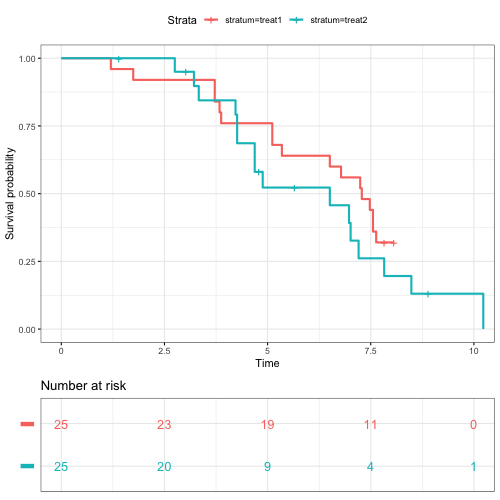 Strata stratum=treat1 stratum=treat2
Survival probability
1.00
0.75
0.50
0.25
0.00
0 2.5 5 7.5 10
Time
Number at risk
25 23 19 11 0
25 20 9 4 1